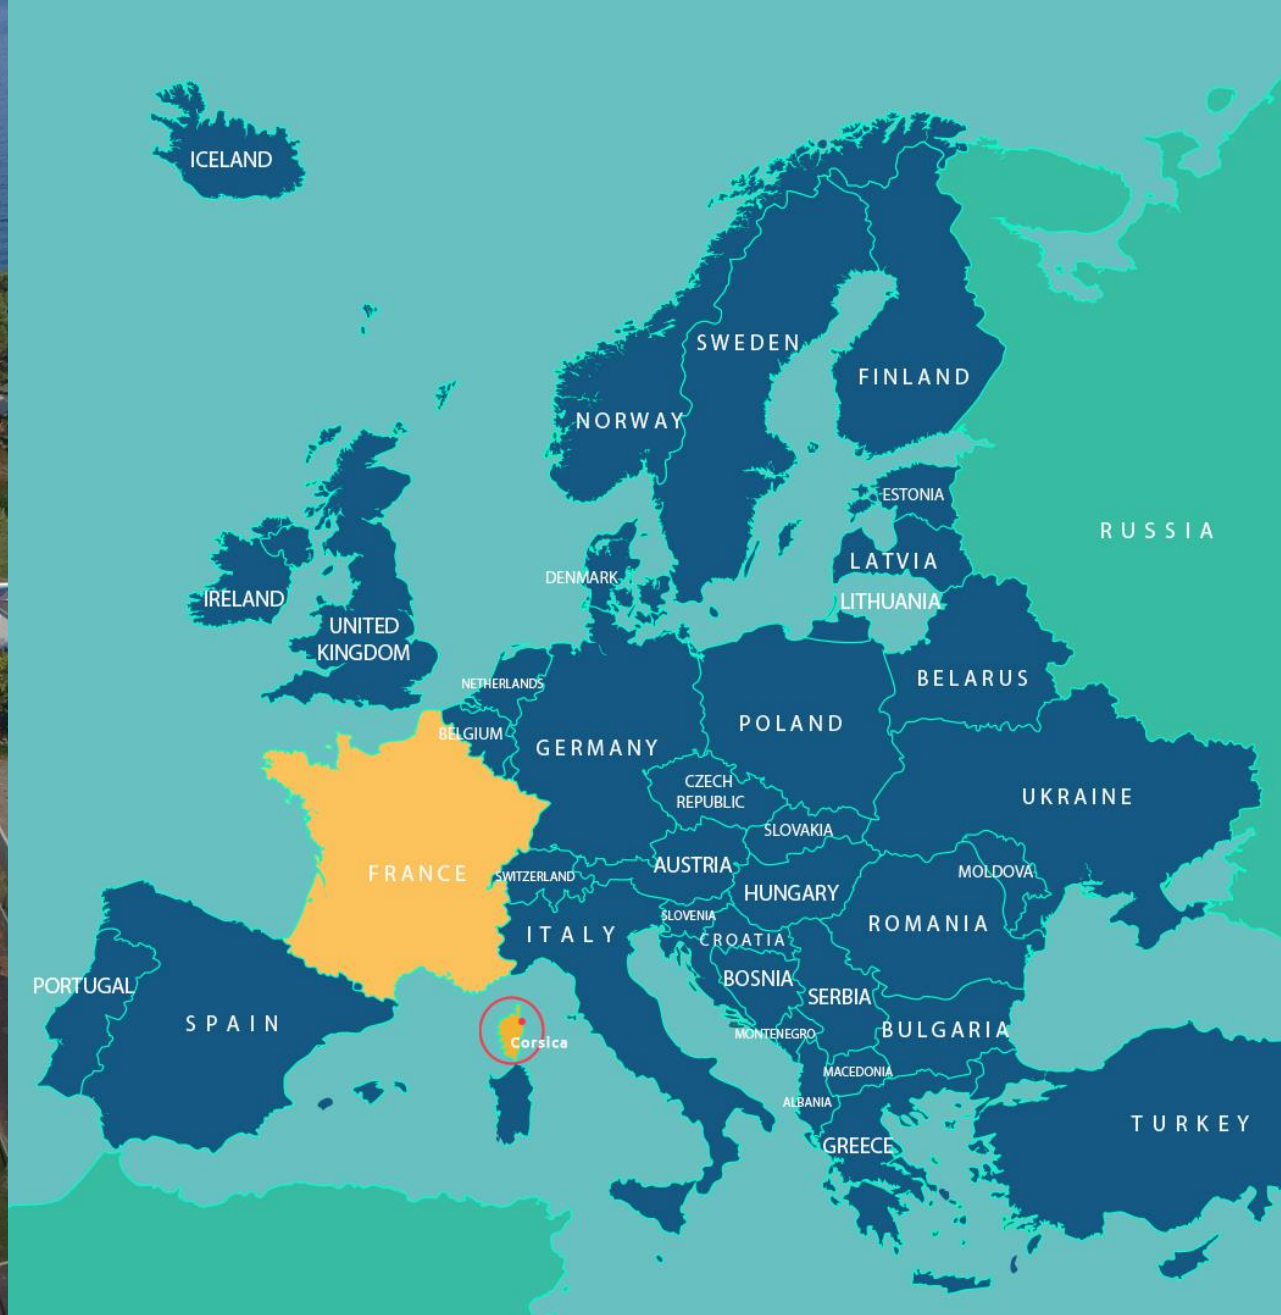 ICELAND
SWEDEN
FINLAND
NORWAY
ESTONIA
RUSSIA
LATVIA
DENMARK
IRELAND
LITHUANIA
UNITED
KINGDOM
BELARUS
NETHERLANDS
POLAND
BELGIUM
GERMANY
CZECH
REPUBLIC
UKRAINE
SLOVAKIA
FRANCE
SWITZERLAND
AUSTRIA
MOLDOVA
HUNGARY
SLOVENIA
ROMANIA
ITALY
CROATIA
BOSNIA
PORTUGAL
SERBIA
SPAIN
MONTENEGRO
BULGARIA
Corsica
MACEDONIA
ALBANIA
TURKEY
GREECE